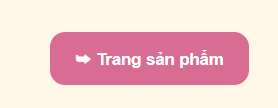 ➥ Trang sản phẩm